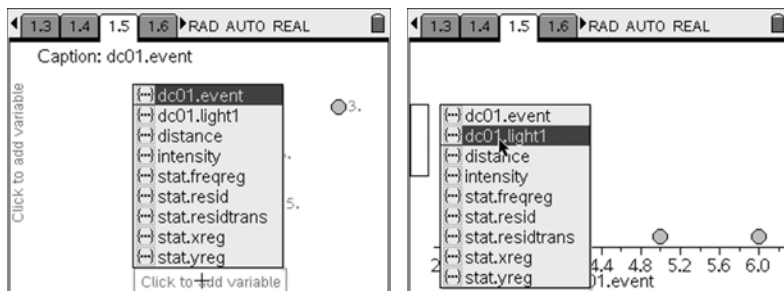 1.3 1.4 1.5 1.6 RAD AUTO REAL
Caption: dc01.event
Click to add variable
dc01.event
dc01.light1
distance
intensity
stat.freqreg
stat.resid
stat.residtrans
stat.xreg
stat.yreg
3.
5.
Click to add variable
1.3 1.4 1.5 1.6 RAD AUTO REAL
dc01.event
dc01.light1
distance
intensity
stat.freqreg
stat.resid
stat.residtrans
stat.xreg
stat.yreg
2
4.4 4.8 5.2 5.6 6.0
01.event